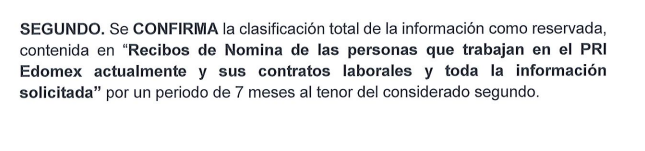 SEGUNDO. Se CONFIRMA la clasificación total de la información como reservada,
contenida en “Recibos de Nomina de las personas que trabajan en el PRI
Edomex actualmente y sus contratos laborales y toda la información
solicitada” por un periodo de 7 meses al tenor del considerado segundo.